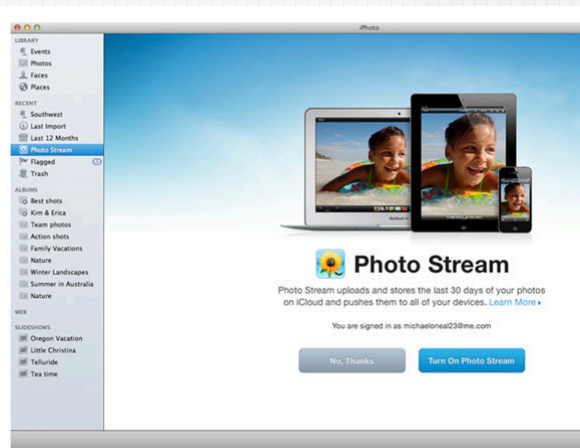 iPhoto
LIBRARY
Events
Photos
Faces
Places
RECENT
Southwest
Last Import
Last 12 Months
Photo Stream
Flagged
Trash
ALBUMS
Best shots
Kim & Erica
Team photos
Action shots
Family Vacations
Nature
Winter Landscapes
Summer in Australia
Nature
WEB
SLIDESHOWS
Oregon Vacation
Little Christina
Telluride
Tea time
Photo Stream
Photo Stream uploads and stores the last 30 days of your photos
on iCloud and pushes them to all of your devices. Learn More ▸
You are signed in as michaeloneal23@me.com
No, Thanks
Turn On Photo Stream